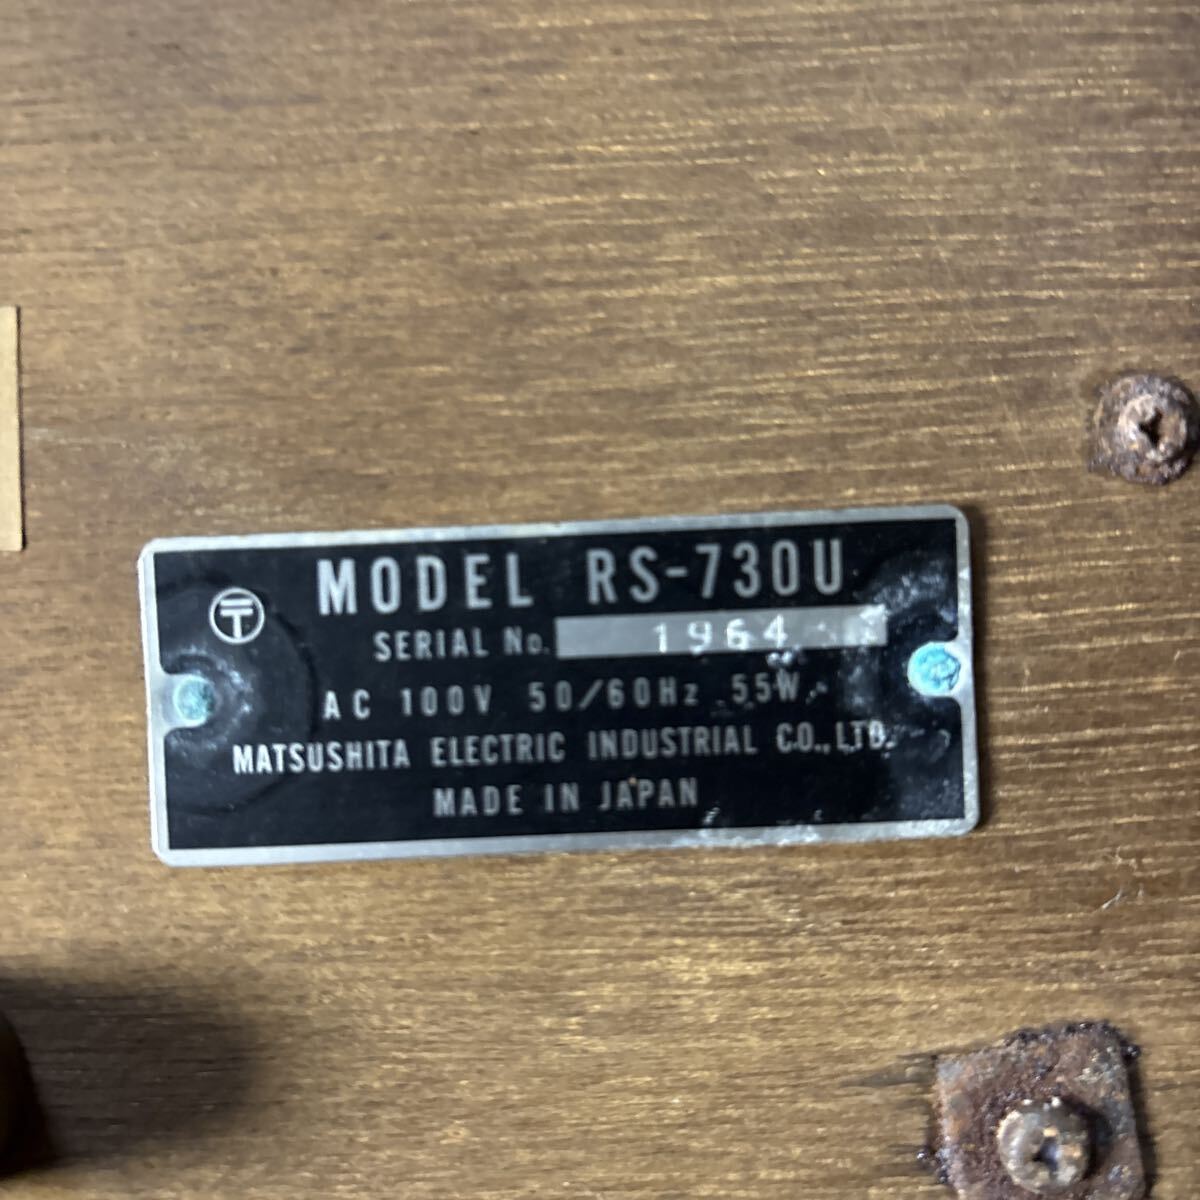 MODEL RS-730U
〒
SERIAL No. 1964
AC 100V 50/60Hz 55W
MATSUSHITA ELECTRIC INDUSTRIAL CO., LTD.
MADE IN JAPAN